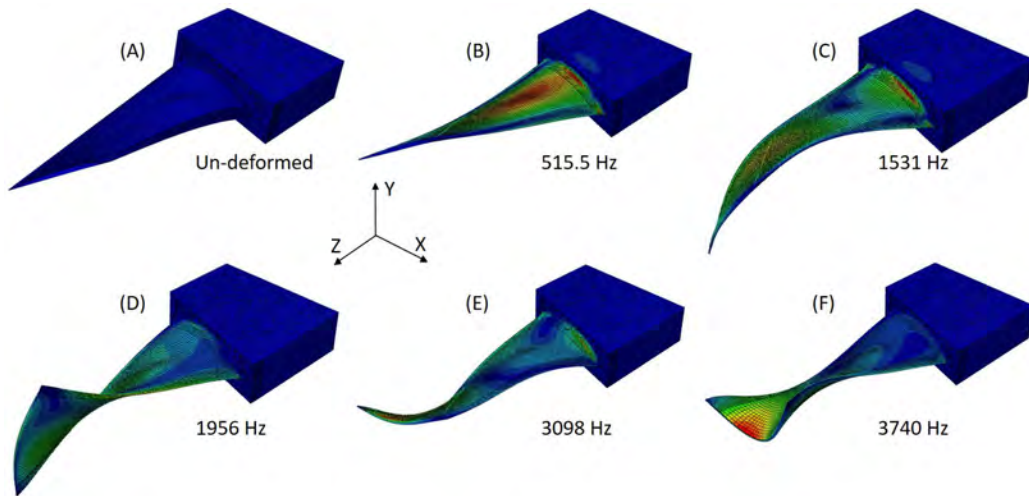 (A)
(B)
(C)
Un-deformed
515.5 Hz
1531 Hz
Y
Z
X
(D)
(E)
(F)
1956 Hz
3098 Hz
3740 Hz